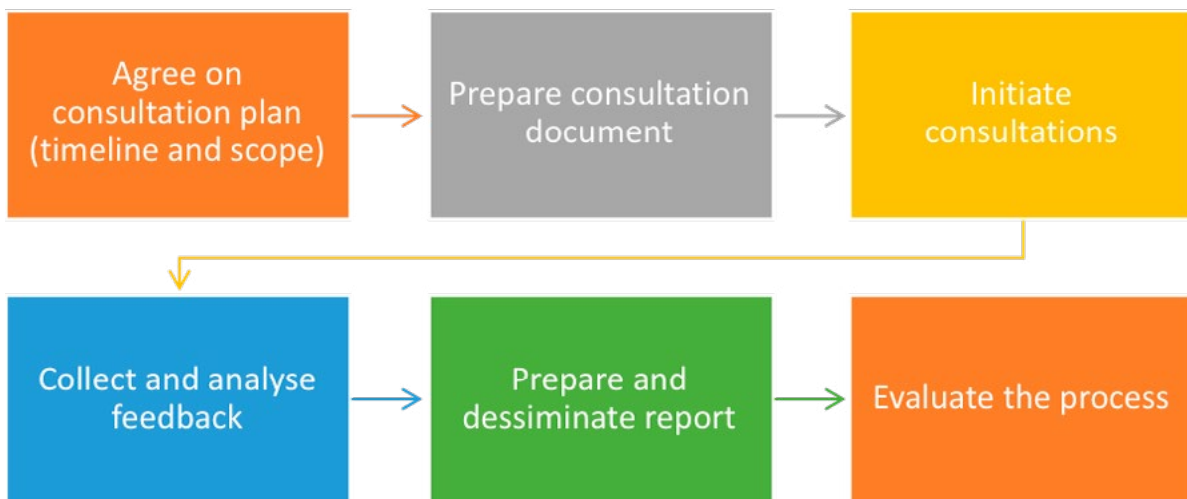 Agree on
consultation plan
(timeline and scope)
Prepare consultation
document
Initiate
consultations
Collect and analyse
feedback
Prepare and
dessiminate report
Evaluate the process